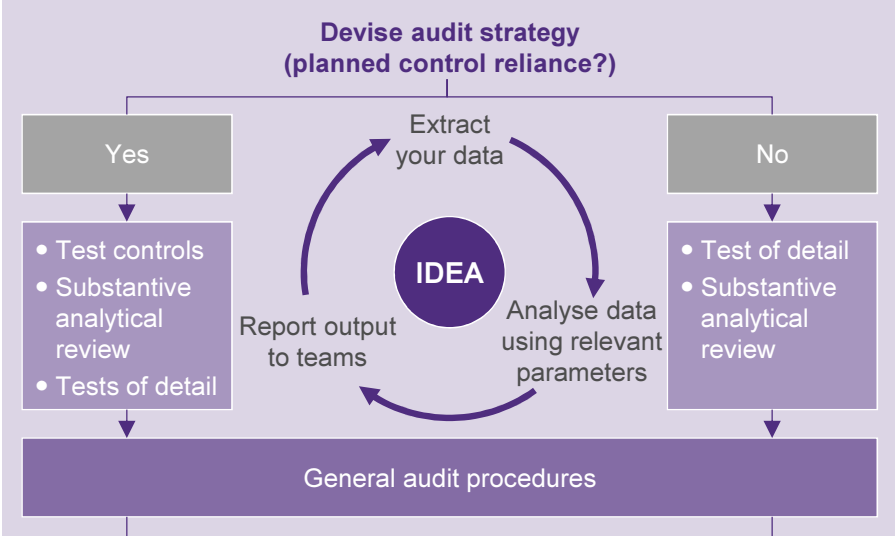 Devise audit strategy
(planned control reliance?)
Yes
Extract
your data
No
• Test controls
• Substantive
analytical
review
• Tests of detail
IDEA
Report output
to teams
Analyse data
using relevant
parameters
• Test of detail
• Substantive
analytical
review
General audit procedures